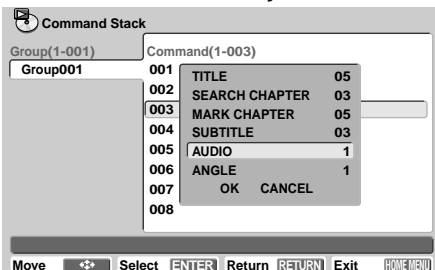 Command Stack
Group(1-001) Command(1-003)
Group001
001
002
003
004
005
006
007
008
TITLE 05
SEARCH CHAPTER 03
MARK CHAPTER 05
SUBTITLE 03
AUDIO 1
ANGLE 1
OK CANCEL
Move Select ENTER Return RETURN Exit HOME MENU